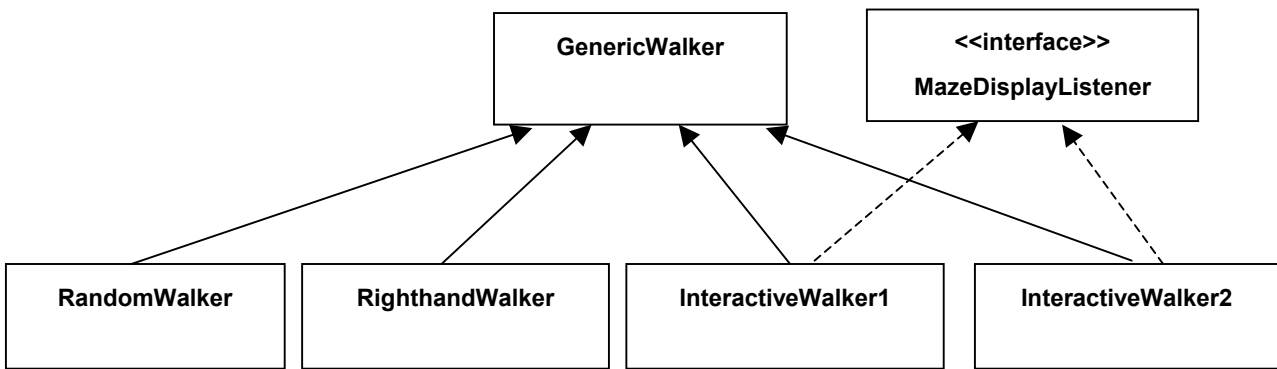 GenericWalker
<<interface>>
MazeDisplayListener
RandomWalker
RighthandWalker
InteractiveWalker1
InteractiveWalker2